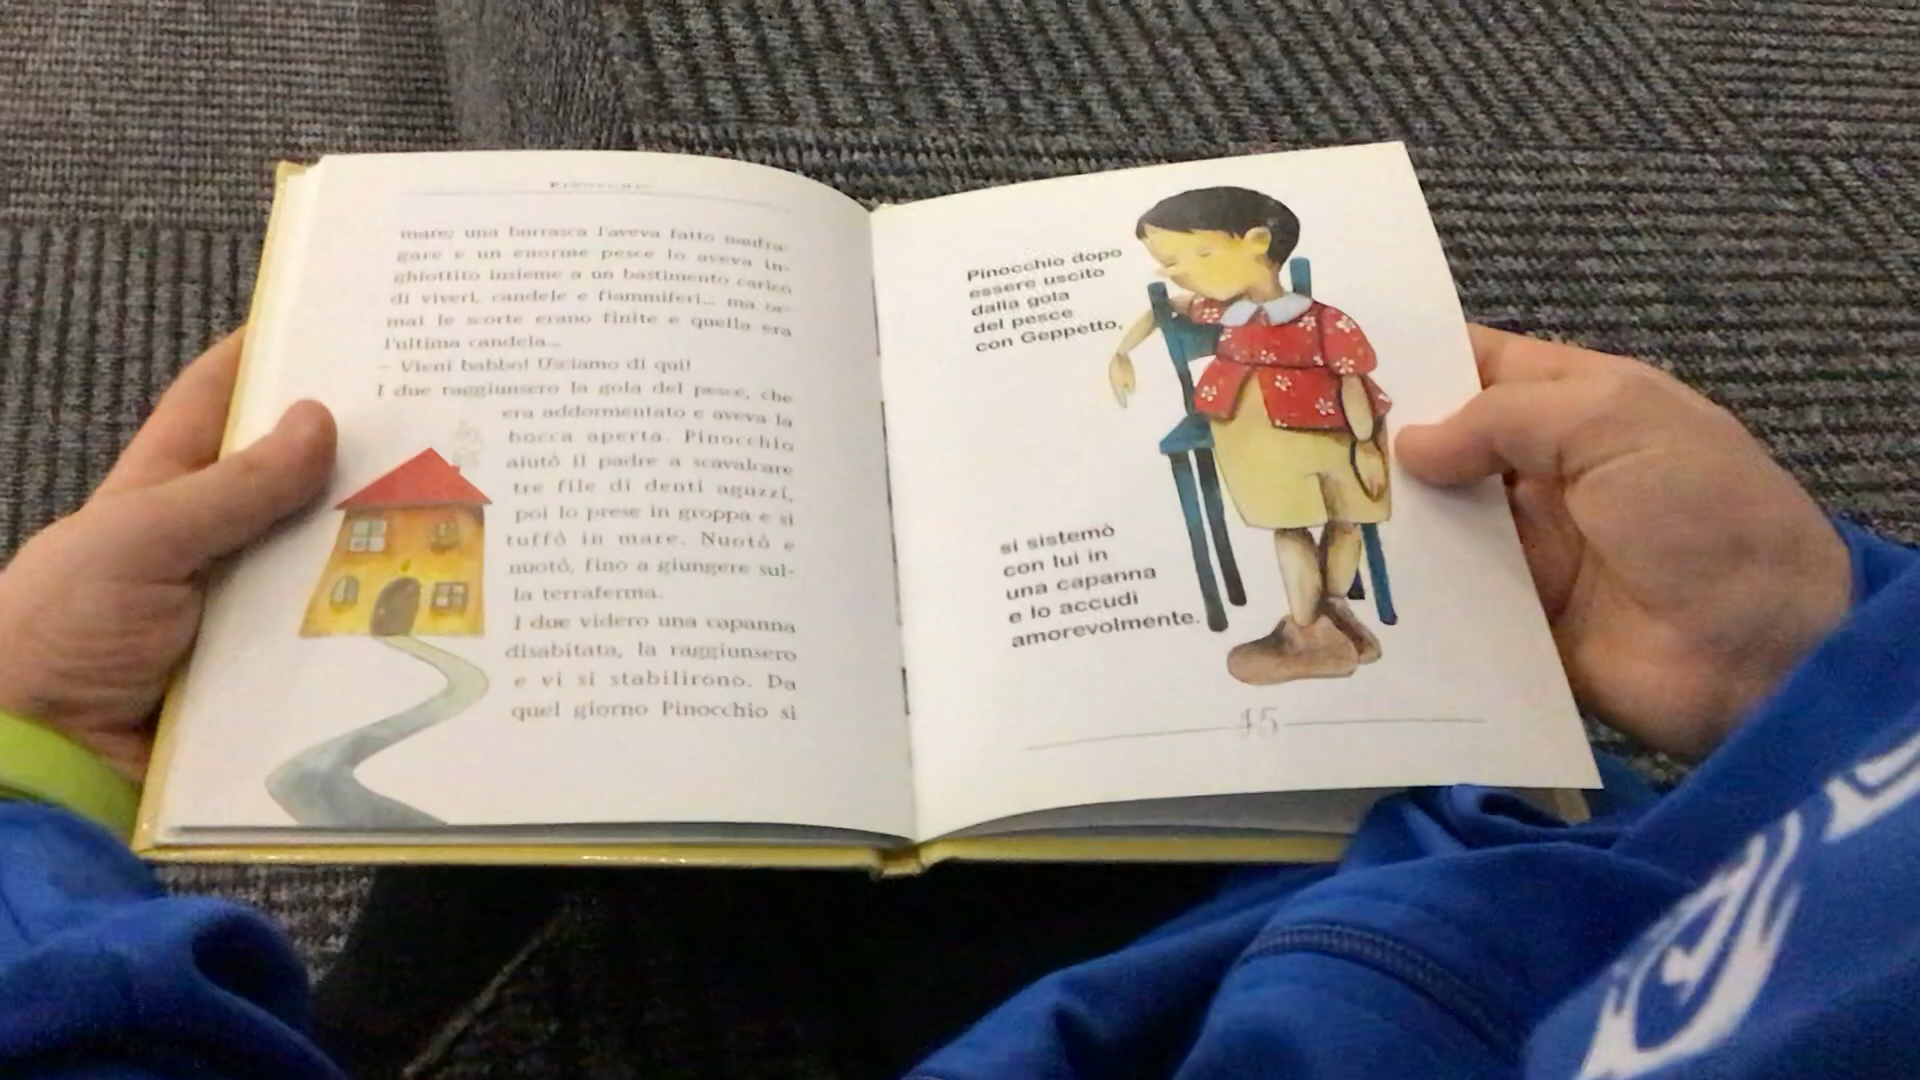 PINOCCHIO
mare; una burrasca l'aveva fatto naufra-
gare e un enorme pesce lo aveva in-
ghiottito insieme a un bastimento carico
di viveri, candele e fiammiferi... ma or-
mai le scorte erano finite e quella era
l'ultima candela...
– Vieni babbo! Usciamo di qui!
I due raggiunsero la gola del pesce, che
era addormentato e aveva la
bocca aperta. Pinocchio
aiutò il padre a scavalcare
tre file di denti aguzzi,
poi lo prese in groppa e si
tuffò in mare. Nuotò e
nuotò, fino a giungere sul-
la terraferma.
I due videro una capanna
disabitata, la raggiunsero
e vi si stabilirono. Da
quel giorno Pinocchio si
Pinocchio dopo
essere uscito
dalla gola
del pesce
con Geppetto,
si sistemò
con lui in
una capanna
e lo accudì
amorevolmente.
45